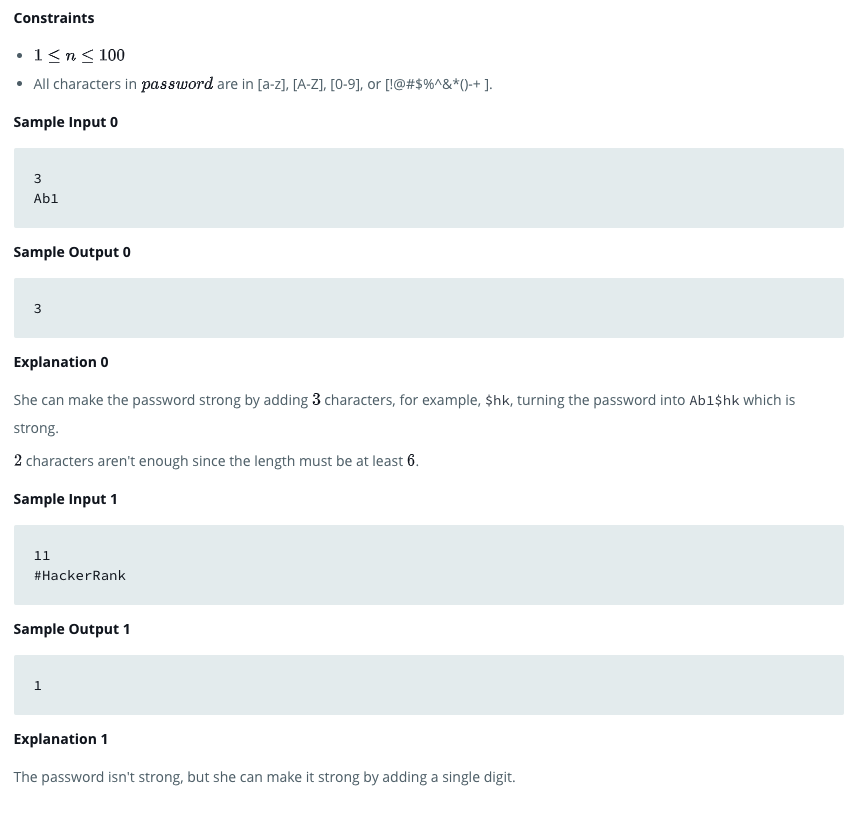 Constraints
• 1 ≤ n ≤ 100
• All characters in password are in [a-z], [A-Z], [0-9], or [!@#$%^&*()-+ ].
Sample Input 0
3
Ab1
Sample Output 0
3
Explanation 0
She can make the password strong by adding 3 characters, for example, $hk, turning the password into Ab1$hk which is
strong.
2 characters aren't enough since the length must be at least 6.
Sample Input 1
11
#HackerRank
Sample Output 1
1
Explanation 1
The password isn't strong, but she can make it strong by adding a single digit.